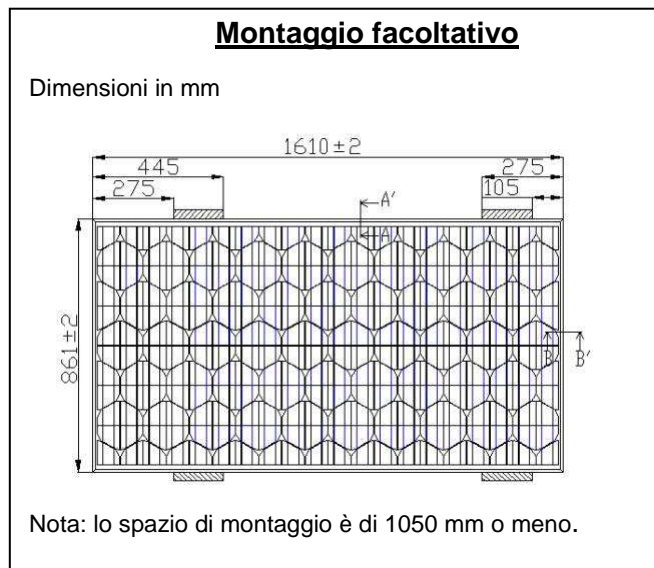 Montaggio facoltativo
Dimensioni in mm
1610±2
445
275
275
105
A'
A
861±2
B
B'
Nota: lo spazio di montaggio è di 1050 mm o meno.